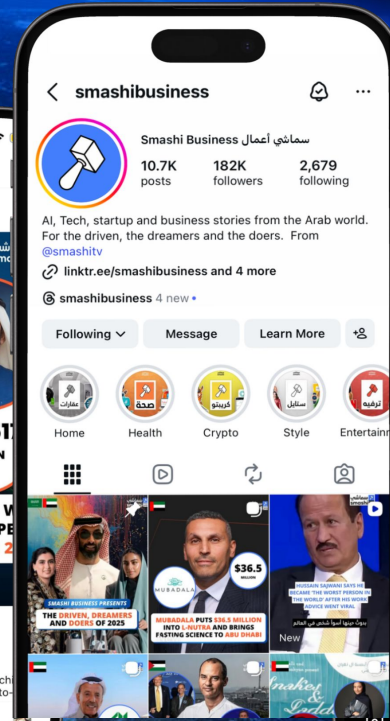 smashibusiness
Smashi Business سماشي أعمال
10.7K
posts
182K
followers
2,679
following
AI, Tech, startup and business stories from the Arab world.
For the driven, the dreamers and the doers. From
@smashitv
linktr.ee/smashibusiness and 4 more
smashibusiness 4 new
Following
Message
Learn More
عقارات
صحة
كريبتو
ستايل
ترفيه
Home
Health
Crypto
Style
Entertainm
SMASHI BUSINESS PRESENTS
THE DRIVEN, DREAMERS
AND DOERS OF 2025
$36.5
MILLION
MUBADALA
MUBADALA PUTS $36.5 MILLION
INTO L-NUTRA AND BRINGS
FASTING SCIENCE TO ABU DHABI
smashi
HUSSAIN SAJWANI SAYS HE
BECAME 'THE WORST PERSON IN
THE WORLD' AFTER HIS WORK
ADVICE WENT VIRAL
New
Snakes &